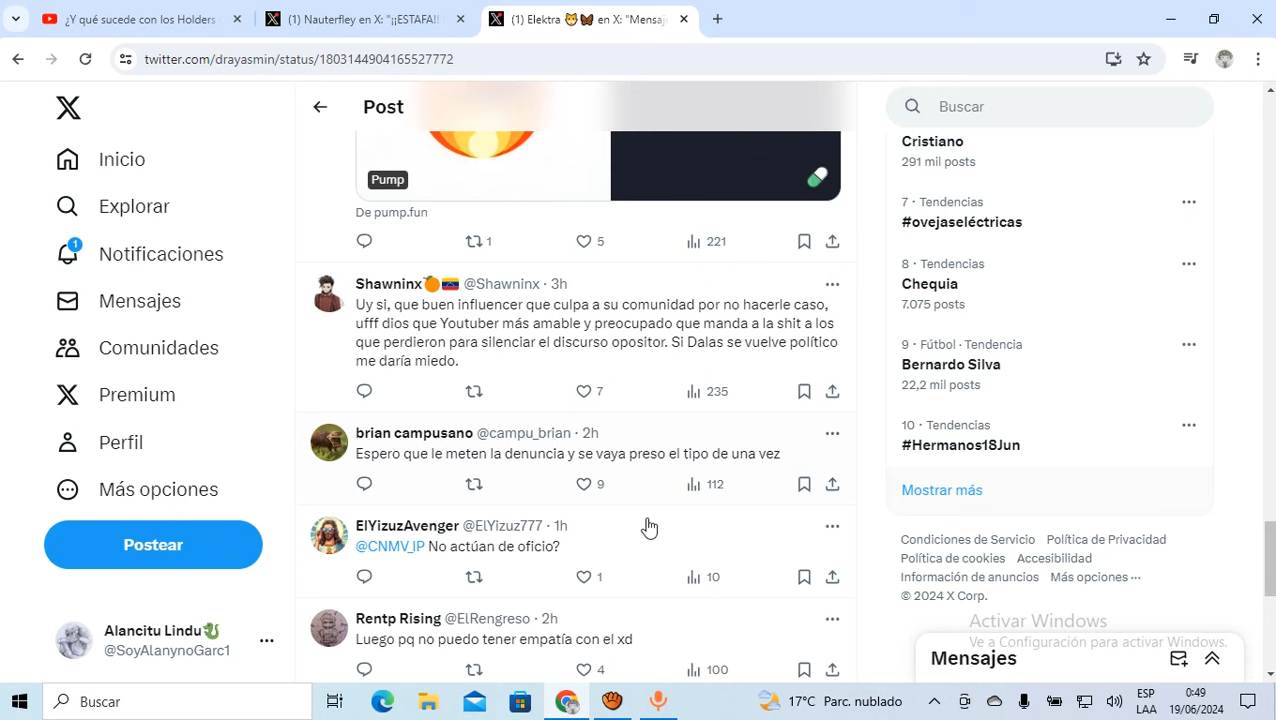 ¿Y qué sucede con los Holders
(1) Nauterfley en X: "¡¡ESTAFA!!
(1) Elektra 🐱🦋 en X: "Mensaj
twitter.com/drayasmin/status/1803144904165527772
Inicio
Explorar
1
Notificaciones
Mensajes
Comunidades
Premium
Perfil
Más opciones
Postear
Alancitu Lindu🐉
@SoyAlanynoGarc1
Post
Pump
De pump.fun
1
5
221
Shawninx🍊🇻🇪 @Shawninx · 3h
Uy si, que buen influencer que culpa a su comunidad por no hacerle caso,
ufff dios que Youtuber más amable y preocupado que manda a la shit a los
que perdieron para silenciar el discurso opositor. Si Dalas se vuelve político
me daría miedo.
7
235
brian campusano @campu_brian · 2h
Espero que le meten la denuncia y se vaya preso el tipo de una vez
9
112
ElYizuzAvenger @ElYizuz777 · 1h
@CNMV_IP No actúan de oficio?
1
10
Rentp Rising @ElRengreso · 2h
Luego pq no puedo tener empatía con el xd
4
100
Buscar
Cristiano
291 mil posts
7 · Tendencias
#ovejaseléctricas
8 · Tendencias
Chequia
7.075 posts
9 · Fútbol · Tendencia
Bernardo Silva
22,2 mil posts
10 · Tendencias
#Hermanos18Jun
Mostrar más
Condiciones de Servicio Política de Privacidad
Política de cookies Accesibilidad
Información de anuncios Más opciones ···
© 2024 X Corp.
Activar Windows
Ve a Configuración para activar Windows.
Mensajes
Buscar
17°C Parc. nublado
ESP
LAA
0:49
19/06/2024